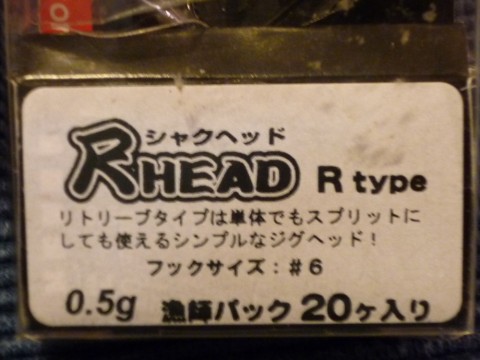 シャクヘッド
RHEAD R type
リトリーブタイプは単体でもスプリットに
しても使えるシンプルなジグヘッド！
フックサイズ：#6
0.5g 漁師パック 20ヶ入り